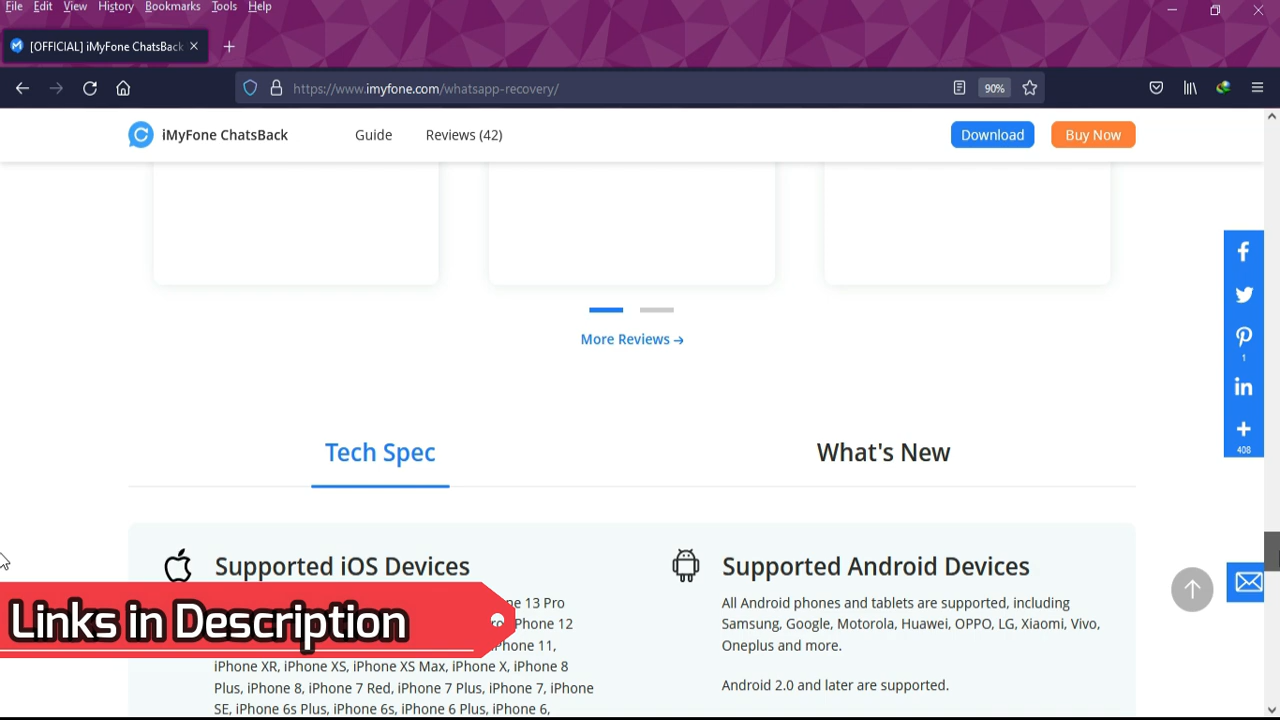 File Edit View History Bookmarks Tools Help
[OFFICIAL] iMyFone ChatsBack
https://www.imyfone.com/whatsapp-recovery/
90%
iMyFone ChatsBack
Guide
Reviews (42)
Download
Buy Now
More Reviews →
1
408
Tech Spec
What's New
Supported iOS Devices
ne 13 Pro
Phone 12
hone 11,
iPhone XR, iPhone XS, iPhone XS Max, iPhone X, iPhone 8
Plus, iPhone 8, iPhone 7 Red, iPhone 7 Plus, iPhone 7, iPhone
SE, iPhone 6s Plus, iPhone 6s, iPhone 6 Plus, iPhone 6,
Supported Android Devices
All Android phones and tablets are supported, including
Samsung, Google, Motorola, Huawei, OPPO, LG, Xiaomi, Vivo,
Oneplus and more.
Android 2.0 and later are supported.
Links in Description